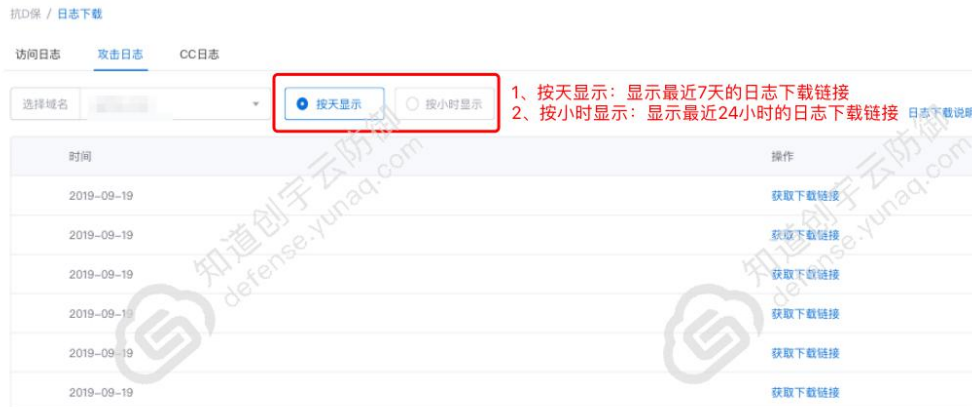 抗D保 / 日志下载
访问日志 攻击日志 CC日志
选择域名 按天显示 按小时显示
1、按天显示：显示最近7天的日志下载链接
2、按小时显示：显示最近24小时的日志下载链接
日志下载说明
时间 操作
2019-09-19 获取下载链接
2019-09-19 获取下载链接
2019-09-19 获取下载链接
2019-09-19 获取下载链接
2019-09-19 获取下载链接
2019-09-19 获取下载链接
知道创宇云防御
defense.yunaq.com
知道创宇云防御
defense.yunaq.com